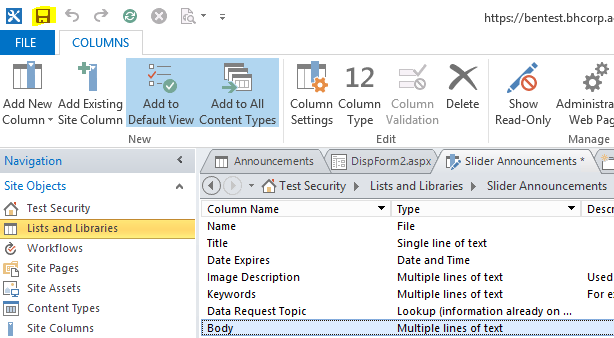 https://bentest.bhcorp.a
FILE COLUMNS
Add New Column
Add Existing Site Column
Add to Default View
Add to All Content Types
New
Column Settings
12
Column Type
Column Validation
Delete
Edit
Show Read-Only
Administra
Web Pag
Manage
Navigation
Site Objects
Test Security
Lists and Libraries
Workflows
Site Pages
Site Assets
Content Types
Site Columns
Announcements DispForm2.aspx Slider Announcements *
Test Security Lists and Libraries Slider Announcements
Column Name Type Descr
Name File
Title Single line of text
Date Expires Date and Time
Image Description Multiple lines of text Used
Keywords Multiple lines of text For e
Data Request Topic Lookup (information already on ...
Body Multiple lines of text